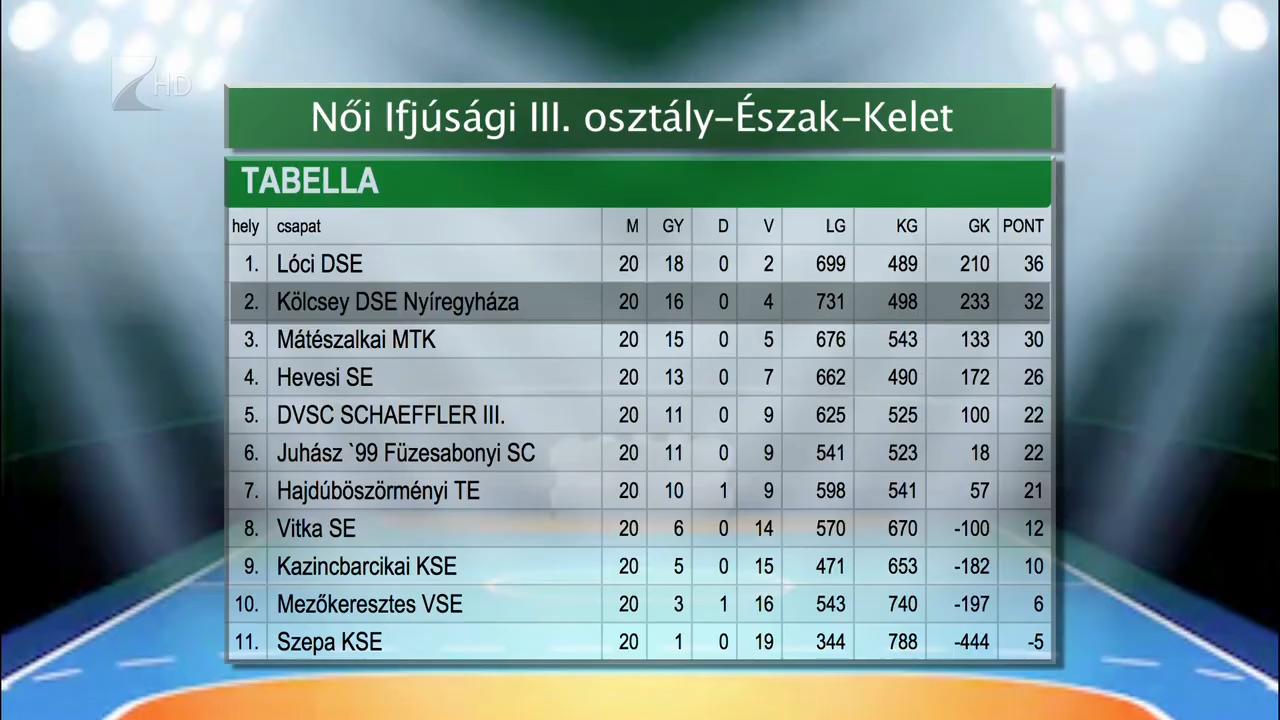 HD
Női Ifjúsági III. osztály-Észak-Kelet
TABELLA
hely csapat M GY D V LG KG GK PONT
1. Lóci DSE 20 18 0 2 699 489 210 36
2. Kölcsey DSE Nyíregyháza 20 16 0 4 731 498 233 32
3. Mátészalkai MTK 20 15 0 5 676 543 133 30
4. Hevesi SE 20 13 0 7 662 490 172 26
5. DVSC SCHAEFFLER III. 20 11 0 9 625 525 100 22
6. Juhász `99 Füzesabonyi SC 20 11 0 9 541 523 18 22
7. Hajdúböszörményi TE 20 10 1 9 598 541 57 21
8. Vitka SE 20 6 0 14 570 670 -100 12
9. Kazincbarcikai KSE 20 5 0 15 471 653 -182 10
10. Mezőkeresztes VSE 20 3 1 16 543 740 -197 6
11. Szepa KSE 20 1 0 19 344 788 -444 -5